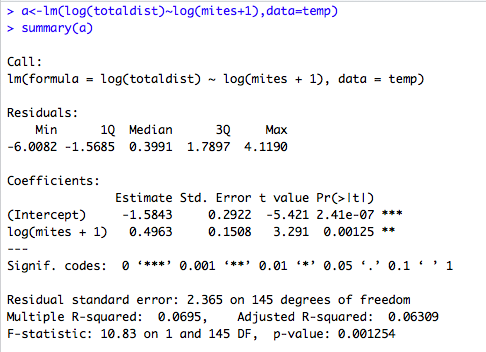 > a<-lm(log(totaldist)~log(mites+1),data=temp)
> summary(a)
Call:
lm(formula = log(totaldist) ~ log(mites + 1), data = temp)
Residuals:
    Min      1Q  Median      3Q     Max
-6.0082 -1.5685  0.3991  1.7897  4.1190
Coefficients:
               Estimate Std. Error t value Pr(>|t|)
(Intercept)     -1.5843     0.2922  -5.421 2.41e-07 ***
log(mites + 1)   0.4963     0.1508   3.291  0.00125 **
---
Signif. codes:  0 ‘***’ 0.001 ‘**’ 0.01 ‘*’ 0.05 ‘.’ 0.1 ‘ ’ 1
Residual standard error: 2.365 on 145 degrees of freedom
Multiple R-squared:  0.0695,	Adjusted R-squared:  0.06309
F-statistic: 10.83 on 1 and 145 DF,  p-value: 0.001254